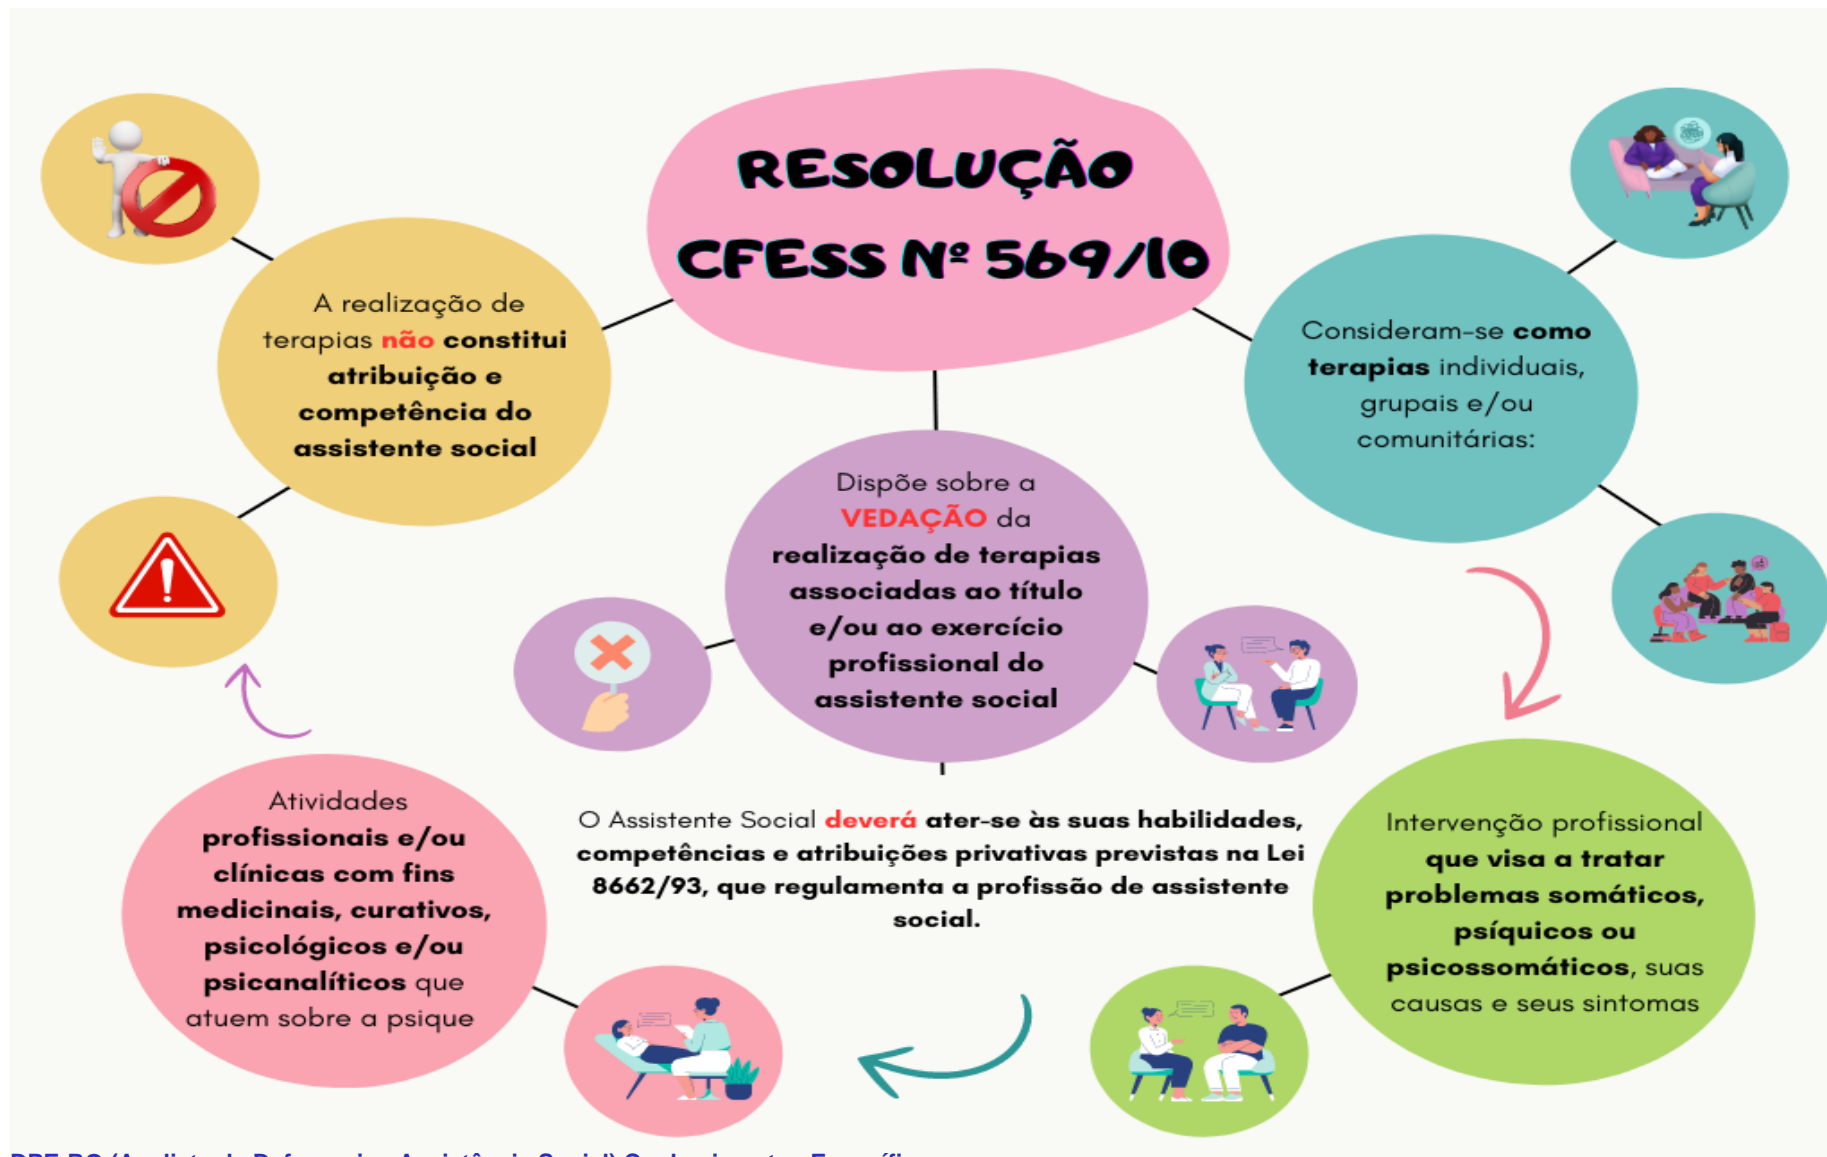 RESOLUÇÃO
CFESS Nº 569/10
A realização de
terapias não constitui
atribuição e
competência do
assistente social
Consideram-se como
terapias individuais,
grupais e/ou
comunitárias:
Dispõe sobre a
VEDAÇÃO da
realização de terapias
associadas ao título
e/ou ao exercício
profissional do
assistente social
Atividades
profissionais e/ou
clínicas com fins
medicinais, curativos,
psicológicos e/ou
psicanalíticos que
atuem sobre a psique
O Assistente Social deverá ater-se às suas habilidades,
competências e atribuições privativas previstas na Lei
8662/93, que regulamenta a profissão de assistente
social.
Intervenção profissional
que visa a tratar
problemas somáticos,
psíquicos ou
psicossomáticos, suas
causas e seus sintomas